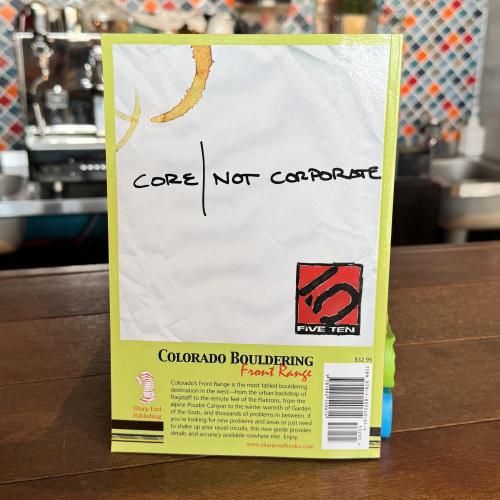 CORE | NOT CORPORATE
FIVE TEN
COLORADO BOULDERING
Front Range
$32.95
Colorado's Front Range is the most fabled bouldering
destination in the west—from the urban backdrop of
flagstaff to the remote feel of the Flatirons, from the
alpine Poudre Canyon to the winter warmth of Garden
of the Gods, and thousands of problems in between. If
you're looking for new problems and areas or just need
to shake up your usual circuits, this new guide provides
details and accuracy available nowhere else. Enjoy.
www.sharpendbooks.com
Sharp End
Publishing